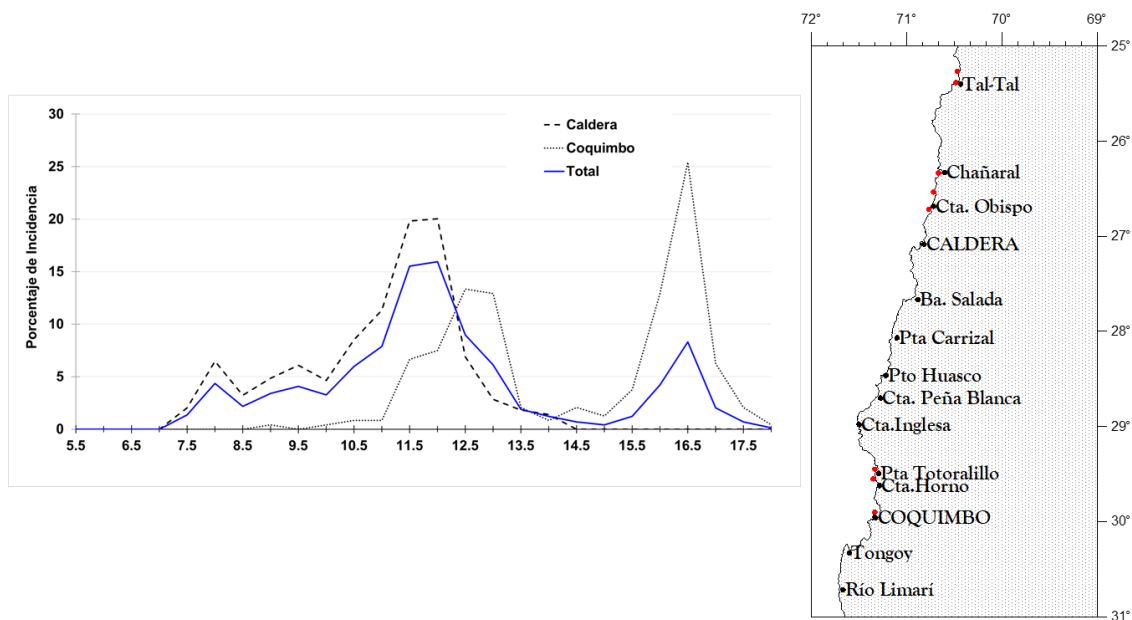 30
25
20
15
10
5
0
Porcentaje de Incidencia
5.5 6.5 7.5 8.5 9.5 10.5 11.5 12.5 13.5 14.5 15.5 16.5 17.5
Caldera
Coquimbo
Total
72° 71° 70° 69°
25°
Tal-Tal
26°
Chañaral
Cta. Obispo
27°
CALDERA
Ba. Salada
28°
Pta Carrizal
Pto Huasco
Cta. Peña Blanca
29°
Cta.Inglesa
Pta Totoralillo
Cta.Horno
30°
COQUIMBO
Tongoy
Río Limarí
31°